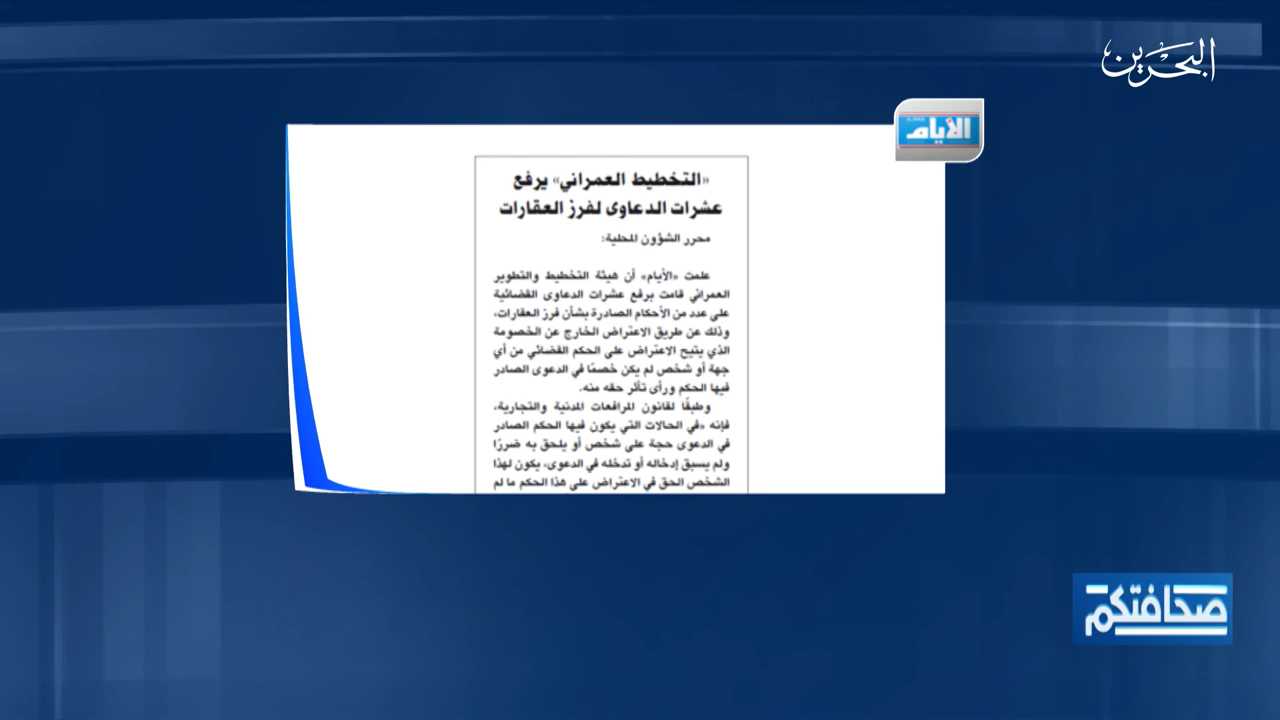 البحرين
الأيام
«التخطيط العمراني» يرفع
عشرات الدعاوى لفرز العقارات
محرر الشؤون المحلية:
علمت «الأيام» أن هيئة التخطيط والتطوير
العمراني قامت برفع عشرات الدعاوى القضائية
على عدد من الأحكام الصادرة بشأن فرز العقارات،
وذلك عن طريق الاعتراض الخارج عن الخصومة
الذي يتيح الاعتراض على الحكم القضائي من أي
جهة أو شخص لم يكن خصمًا في الدعوى الصادر
فيها الحكم ورأى تأثر حقه منه.
وطبقًا لقانون المرافعات المدنية والتجارية،
فإنه «في الحالات التي يكون فيها الحكم الصادر
في الدعوى حجة على شخص أو يلحق به ضررًا
ولم يسبق إدخاله أو تدخله في الدعوى، يكون لهذا
الشخص الحق في الاعتراض على هذا الحكم ما لم
صحافتكم